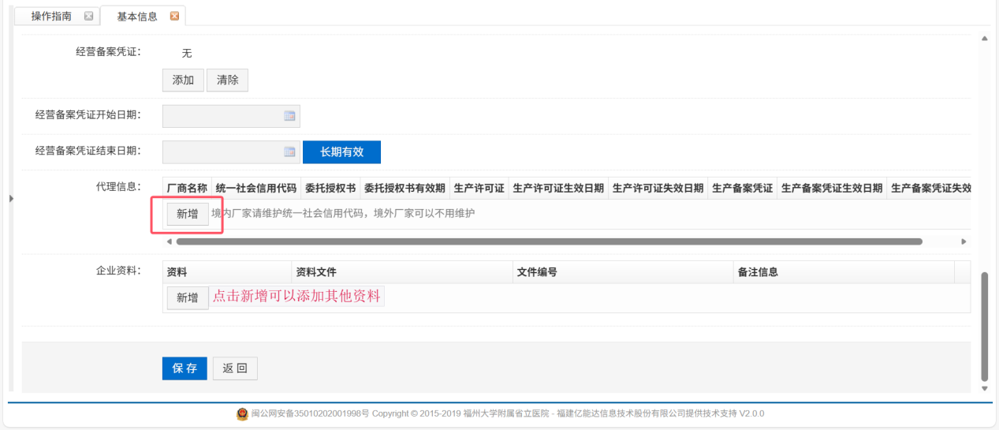 操作指南 基本信息
经营备案凭证： 无
添加 清除
经营备案凭证开始日期：
经营备案凭证结束日期： 长期有效
代理信息： 厂商名称 统一社会信用代码 委托授权书 委托授权书有效期 生产许可证 生产许可证生效日期 生产许可证失效日期 生产备案凭证 生产备案凭证生效日期 生产备案凭证失效
新增 境内厂家请维护统一社会信用代码，境外厂家可以不用维护
企业资料： 资料 资料文件 文件编号 备注信息
新增 点击新增可以添加其他资料
保存 返回
闽公网安备35010202001998号 Copyright © 2015-2019 福州大学附属省立医院 - 福建亿能达信息技术股份有限公司提供技术支持 V2.0.0